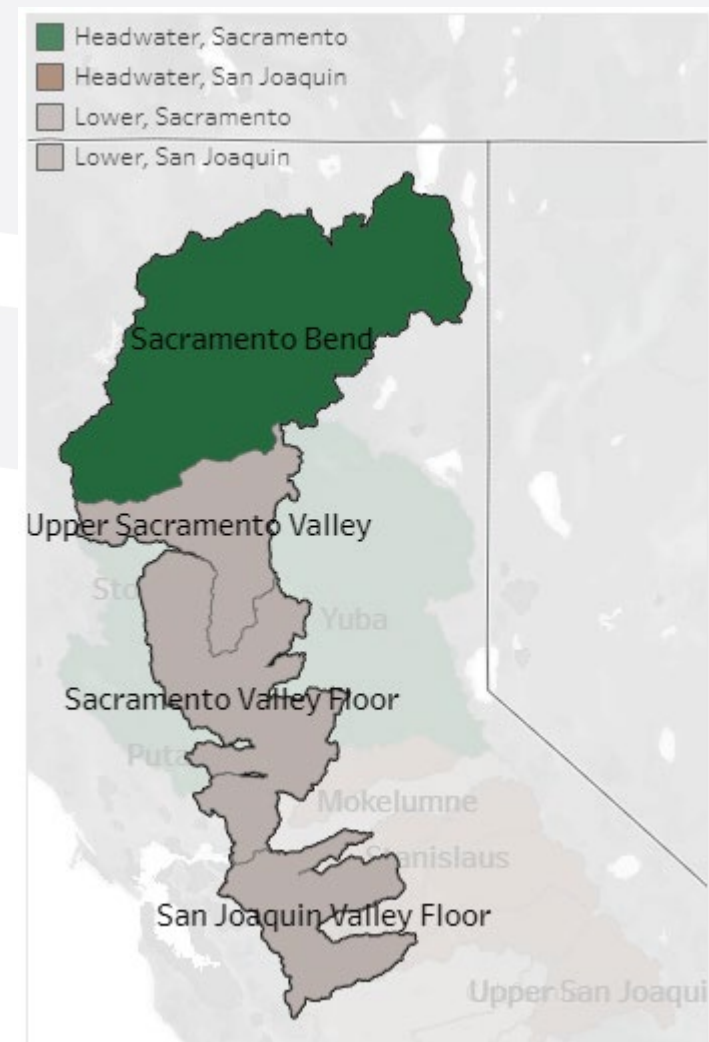 Headwater, Sacramento
Headwater, San Joaquin
Lower, Sacramento
Lower, San Joaquin
Sacramento Bend
Upper Sacramento Valley
Yuba
Sacramento Valley Floor
Mokelumne
Stanislaus
San Joaquin Valley Floor
Upper San Joaqui